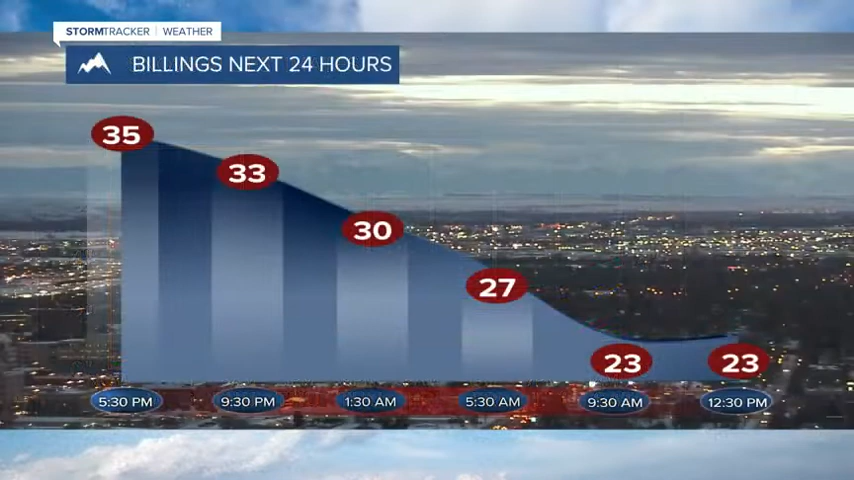 STORMTRACKER | WEATHER
BILLINGS NEXT 24 HOURS
35
33
30
27
23
23
5:30 PM
9:30 PM
1:30 AM
5:30 AM
9:30 AM
12:30 PM